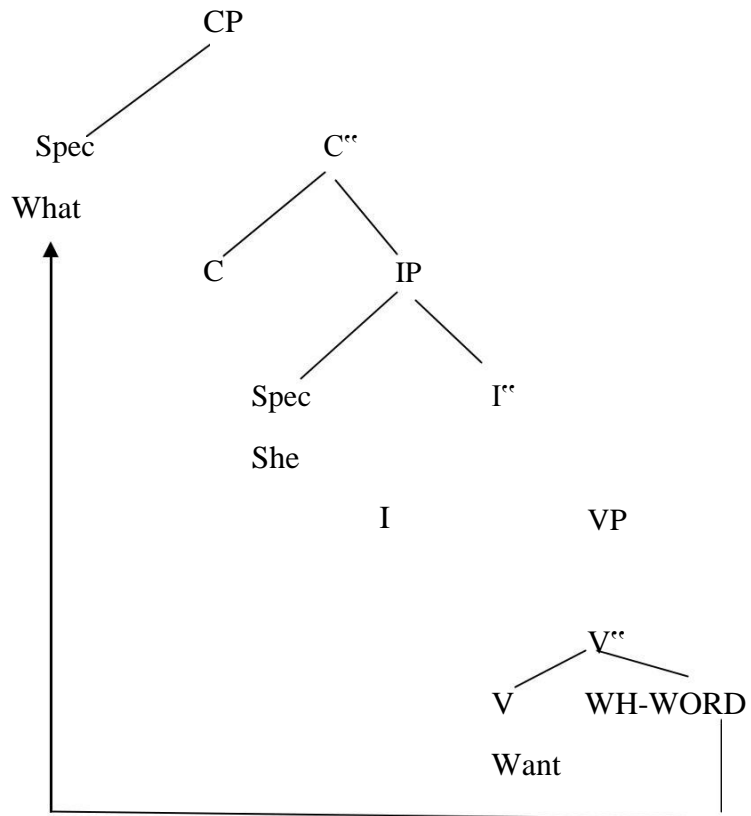 CP
Spec C‟
What
C IP
Spec I‟
She
I VP
V‟
V WH-WORD
Want